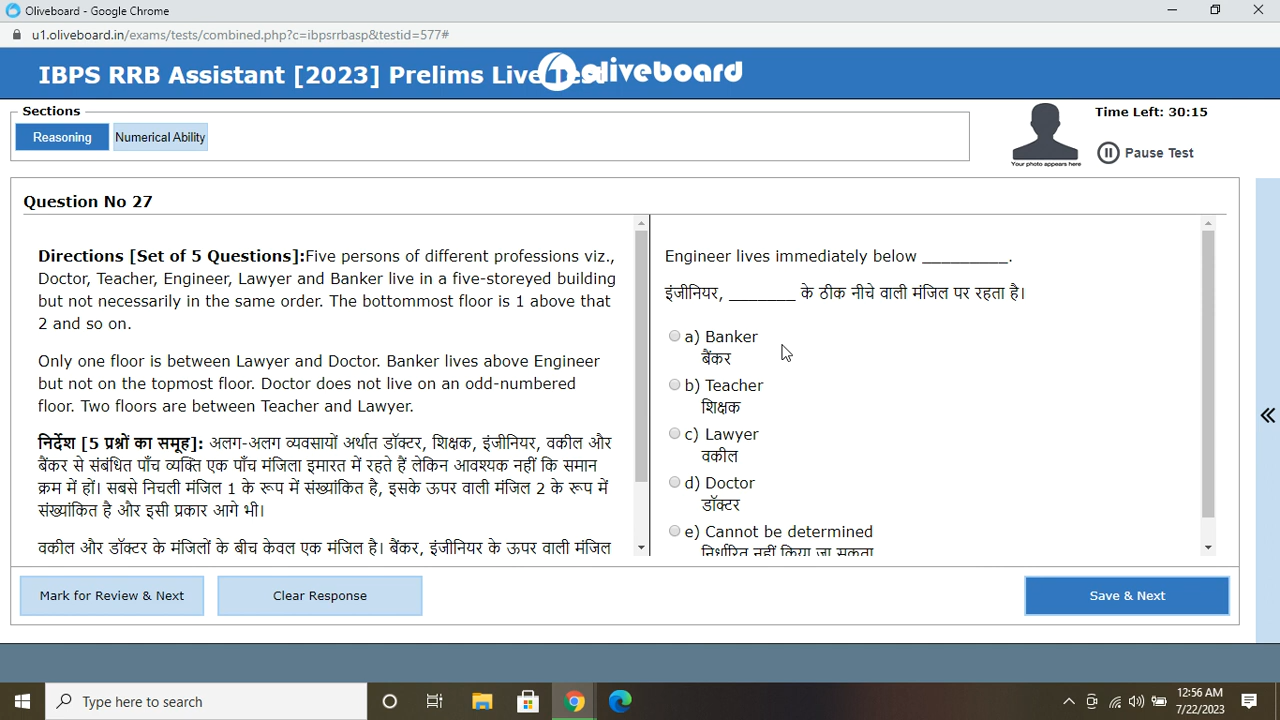 Oliveboard - Google Chrome
u1.oliveboard.in/exams/tests/combined.php?c=ibpsrrbasp&testid=577#
IBPS RRB Assistant [2023] Prelims Live Test
oliveboard
Sections
Reasoning
Numerical Ability
Your photo appears here
Time Left: 30:15
Pause Test
Question No 27
Directions [Set of 5 Questions]:Five persons of different professions viz.,
Doctor, Teacher, Engineer, Lawyer and Banker live in a five-storeyed building
but not necessarily in the same order. The bottommost floor is 1 above that
2 and so on.
Only one floor is between Lawyer and Doctor. Banker lives above Engineer
but not on the topmost floor. Doctor does not live on an odd-numbered
floor. Two floors are between Teacher and Lawyer.
निर्देश [5 प्रश्नों का समूह]: अलग-अलग व्यवसायों अर्थात डॉक्टर, शिक्षक, इंजीनियर, वकील और
बैंकर से संबंधित पाँच व्यक्ति एक पाँच मंजिला इमारत में रहते हैं लेकिन आवश्यक नहीं कि समान
क्रम में हों। सबसे निचली मंजिल 1 के रूप में संख्यांकित है, इसके ऊपर वाली मंजिल 2 के रूप में
संख्यांकित है और इसी प्रकार आगे भी।
वकील और डॉक्टर के मंजिलों के बीच केवल एक मंजिल है। बैंकर, इंजीनियर के ऊपर वाली मंजिल
Engineer lives immediately below _________.
इंजीनियर, _______ के ठीक नीचे वाली मंजिल पर रहता है।
a) Banker
बैंकर
b) Teacher
शिक्षक
c) Lawyer
वकील
d) Doctor
डॉक्टर
e) Cannot be determined
निर्धारित नहीं किया जा सकता
Mark for Review & Next
Clear Response
Save & Next
Type here to search
12:56 AM
7/22/2023